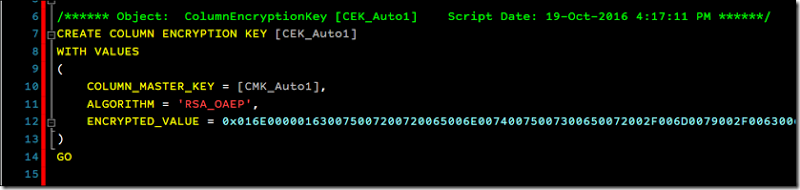 6 /****** Object:  ColumnEncryptionKey [CEK_Auto1]    Script Date: 19-Oct-2016 4:17:11 PM ******/
7 CREATE COLUMN ENCRYPTION KEY [CEK_Auto1]
8 WITH VALUES
9 (
10     COLUMN_MASTER_KEY = [CMK_Auto1],
11     ALGORITHM = 'RSA_OAEP',
12     ENCRYPTED_VALUE = 0x016E000001630075007200720065006E00740075007300650072002F006D0079002F006300
13 )
14 GO
15